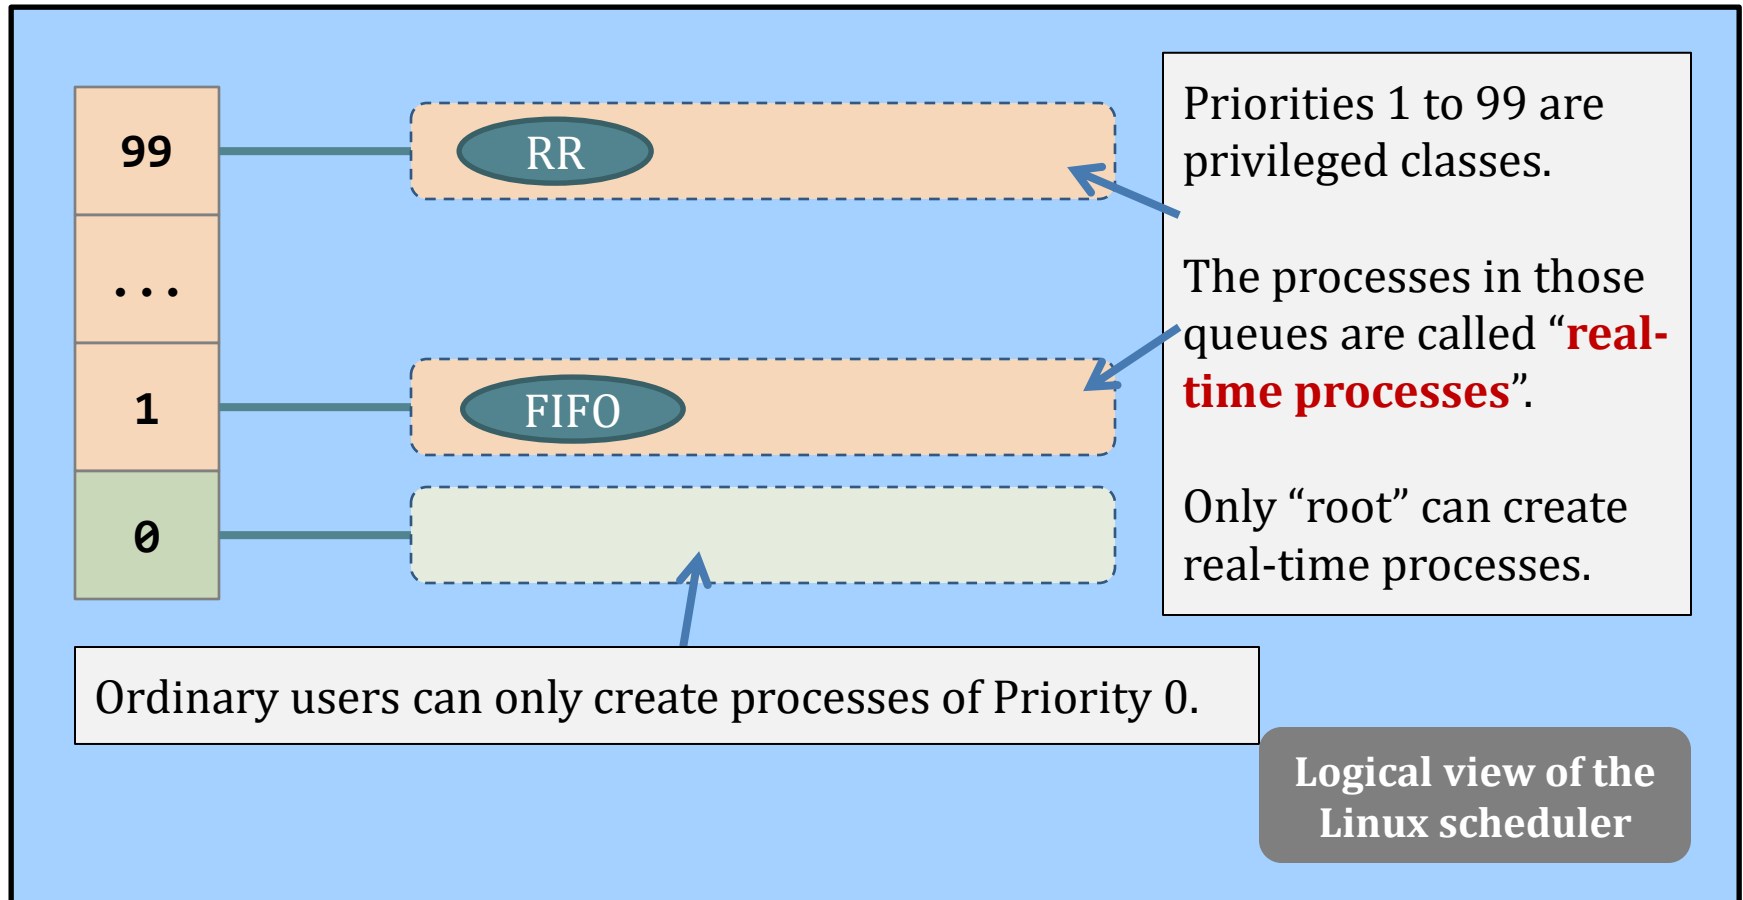 99
RR
...
1
FIFO
0
Priorities 1 to 99 are
privileged classes.
The processes in those
queues are called “real-
time processes”.
Only “root” can create
real-time processes.
Ordinary users can only create processes of Priority 0.
Logical view of the
Linux scheduler